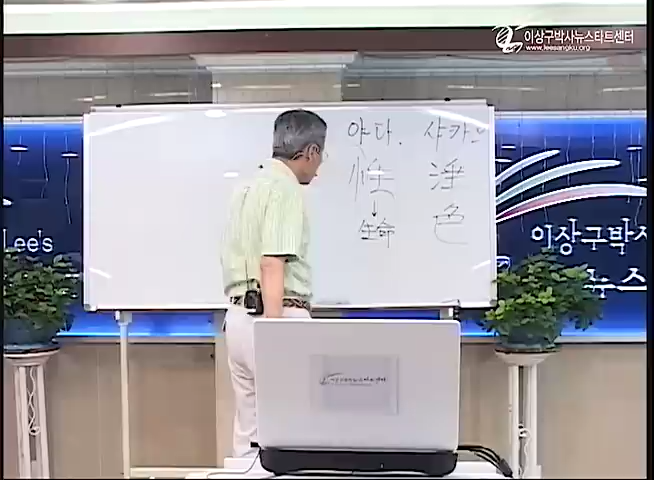 이상구박사뉴스타트센터
www.leesangku.org
야다. 샤카ㄴ
性 淨
↓ 色
生命
Lee's
이상구박사
뉴스